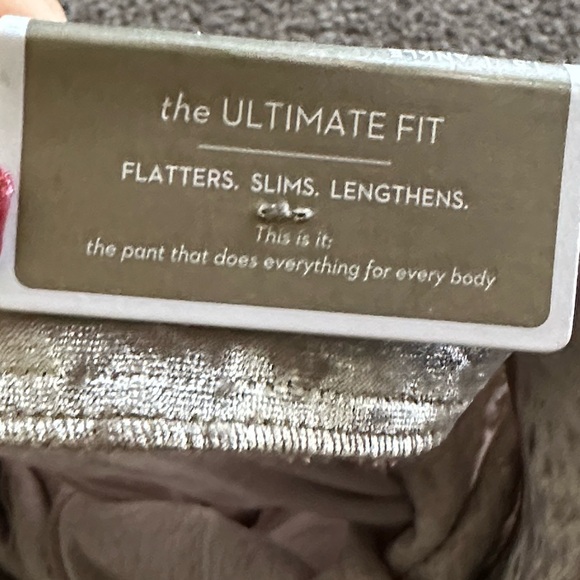 the ULTIMATE FIT
FLATTERS. SLIMS. LENGTHENS.
This is it:
the pant that does everything for every body